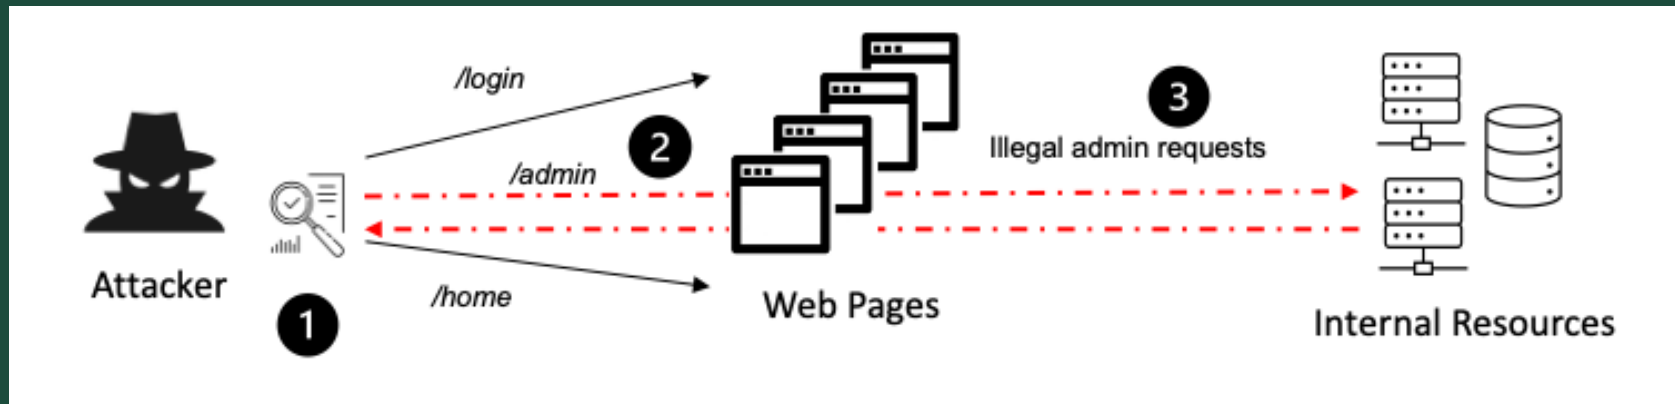 /login
3
2
Illegal admin requests
/admin
Attacker
/home
Web Pages
1
Internal Resources